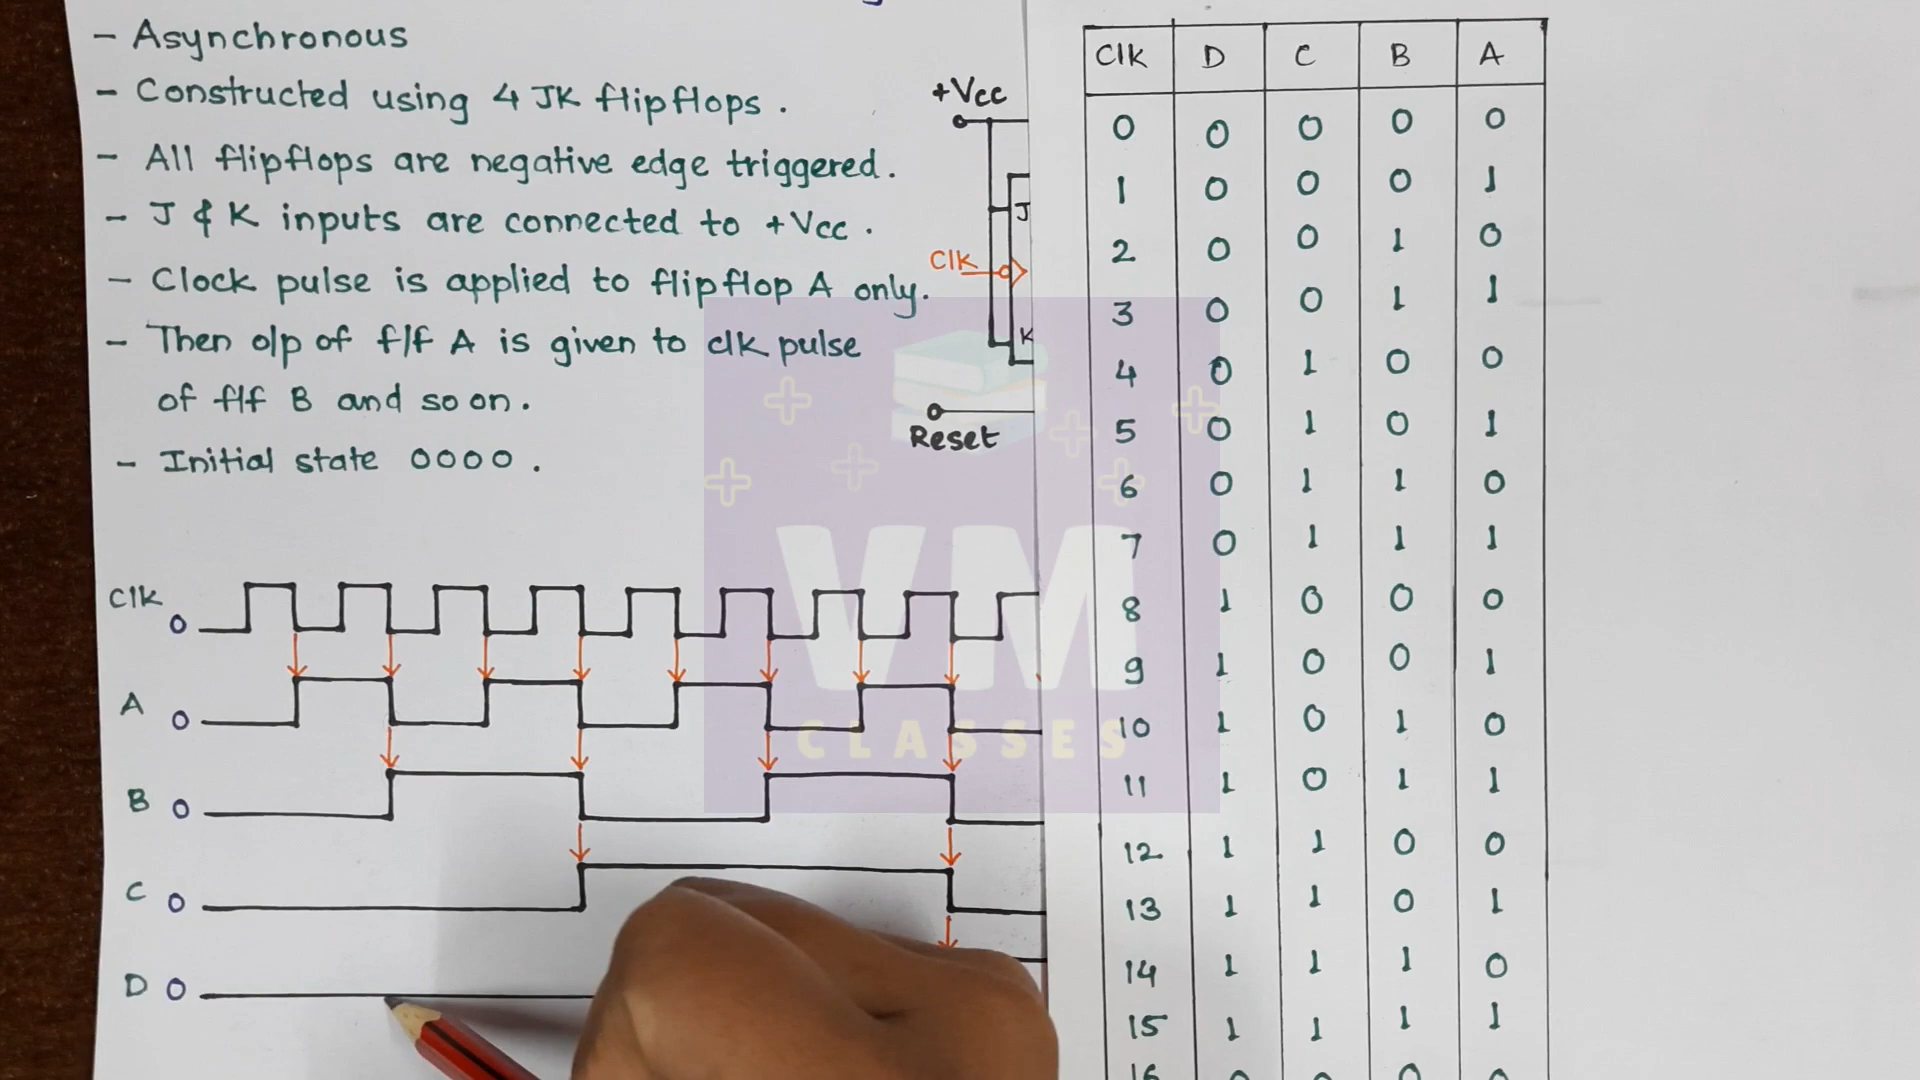 - Asynchronous
- Constructed using 4 JK flipflops.
- All flipflops are negative edge triggered.
- J & K inputs are connected to +Vcc.
- Clock pulse is applied to flipflop A only.
- Then o/p of f/f A is given to clk pulse
of f/f B and so on.
- Initial state 0000.
+Vcc
J
Clk
K
Reset
Clk 0
A 0
B 0
C 0
D 0
VM
CLASSES
Clk D C B A
0 0 0 0 0
1 0 0 0 1
2 0 0 1 0
3 0 0 1 1
4 0 1 0 0
5 0 1 0 1
6 0 1 1 0
7 0 1 1 1
8 1 0 0 0
9 1 0 0 1
10 1 0 1 0
11 1 0 1 1
12 1 1 0 0
13 1 1 0 1
14 1 1 1 0
15 1 1 1 1
16 0 0 0 0